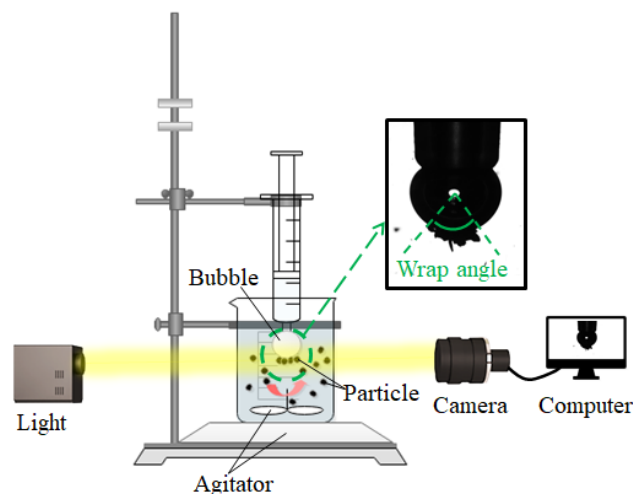 Bubble
Wrap angle
Particle
Light
Camera
Computer
Agitator